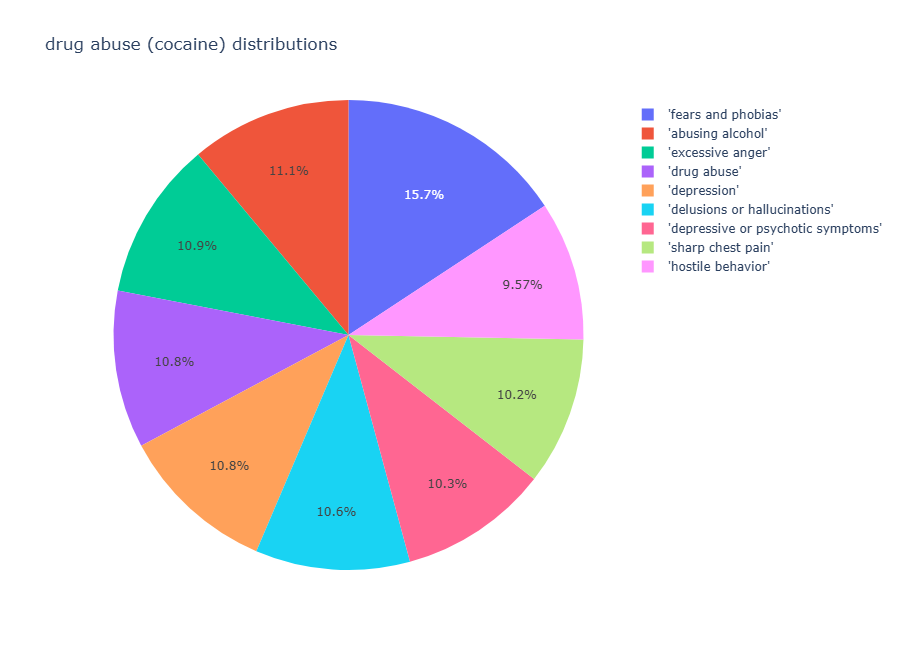 drug abuse (cocaine) distributions
'fears and phobias'
'abusing alcohol'
'excessive anger'
'drug abuse'
'depression'
'delusions or hallucinations'
'depressive or psychotic symptoms'
'sharp chest pain'
'hostile behavior'
11.1%
15.7%
10.9%
9.57%
10.8%
10.2%
10.8%
10.3%
10.6%